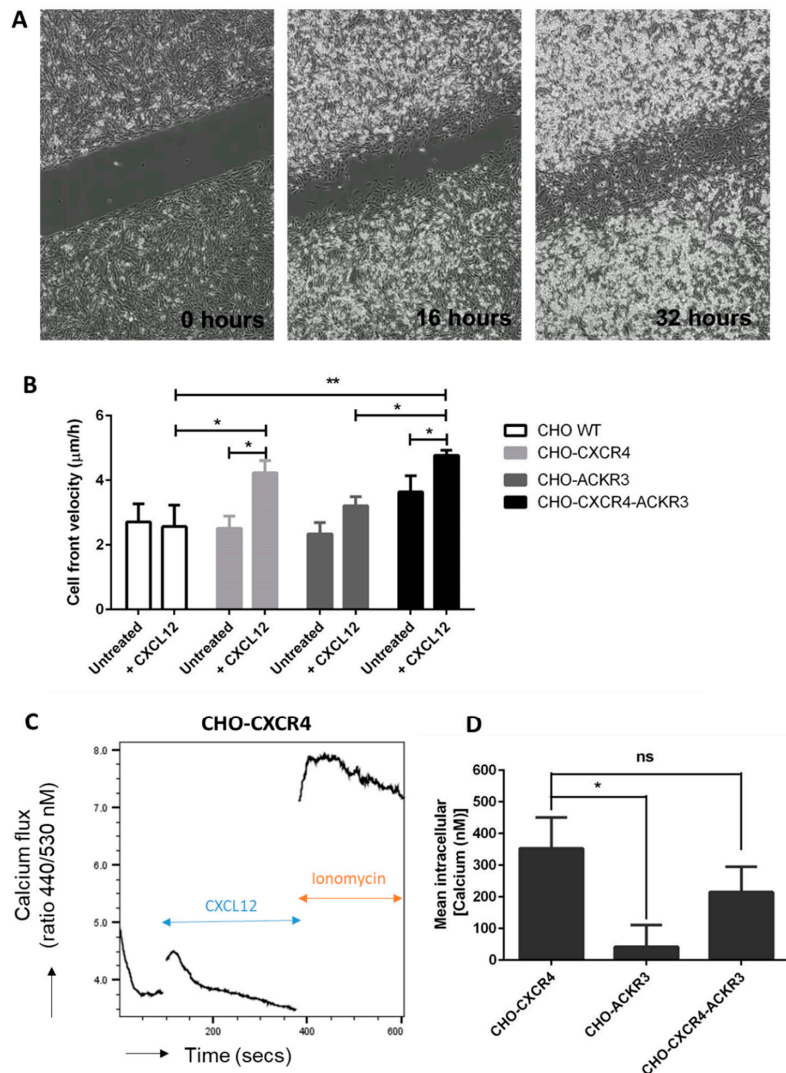 A
0 hours
16 hours
32 hours
B
**
*
*
*
*
6
4
2
0
Cell front velocity (μm/h)
Untreated
+ CXCL12
Untreated
+ CXCL12
Untreated
+ CXCL12
Untreated
+ CXCL12
CHO WT
CHO-CXCR4
CHO-ACKR3
CHO-CXCR4-ACKR3
C
CHO-CXCR4
Calcium flux
(ratio 440/530 nM)
8.0
7.0
6.0
5.0
4.0
CXCL12
Ionomycin
200
400
600
Time (secs)
D
ns
*
Mean intracellular
[Calcium (nM)]
600
500
400
300
200
100
0
CHO-CXCR4
CHO-ACKR3
CHO-CXCR4-ACKR3